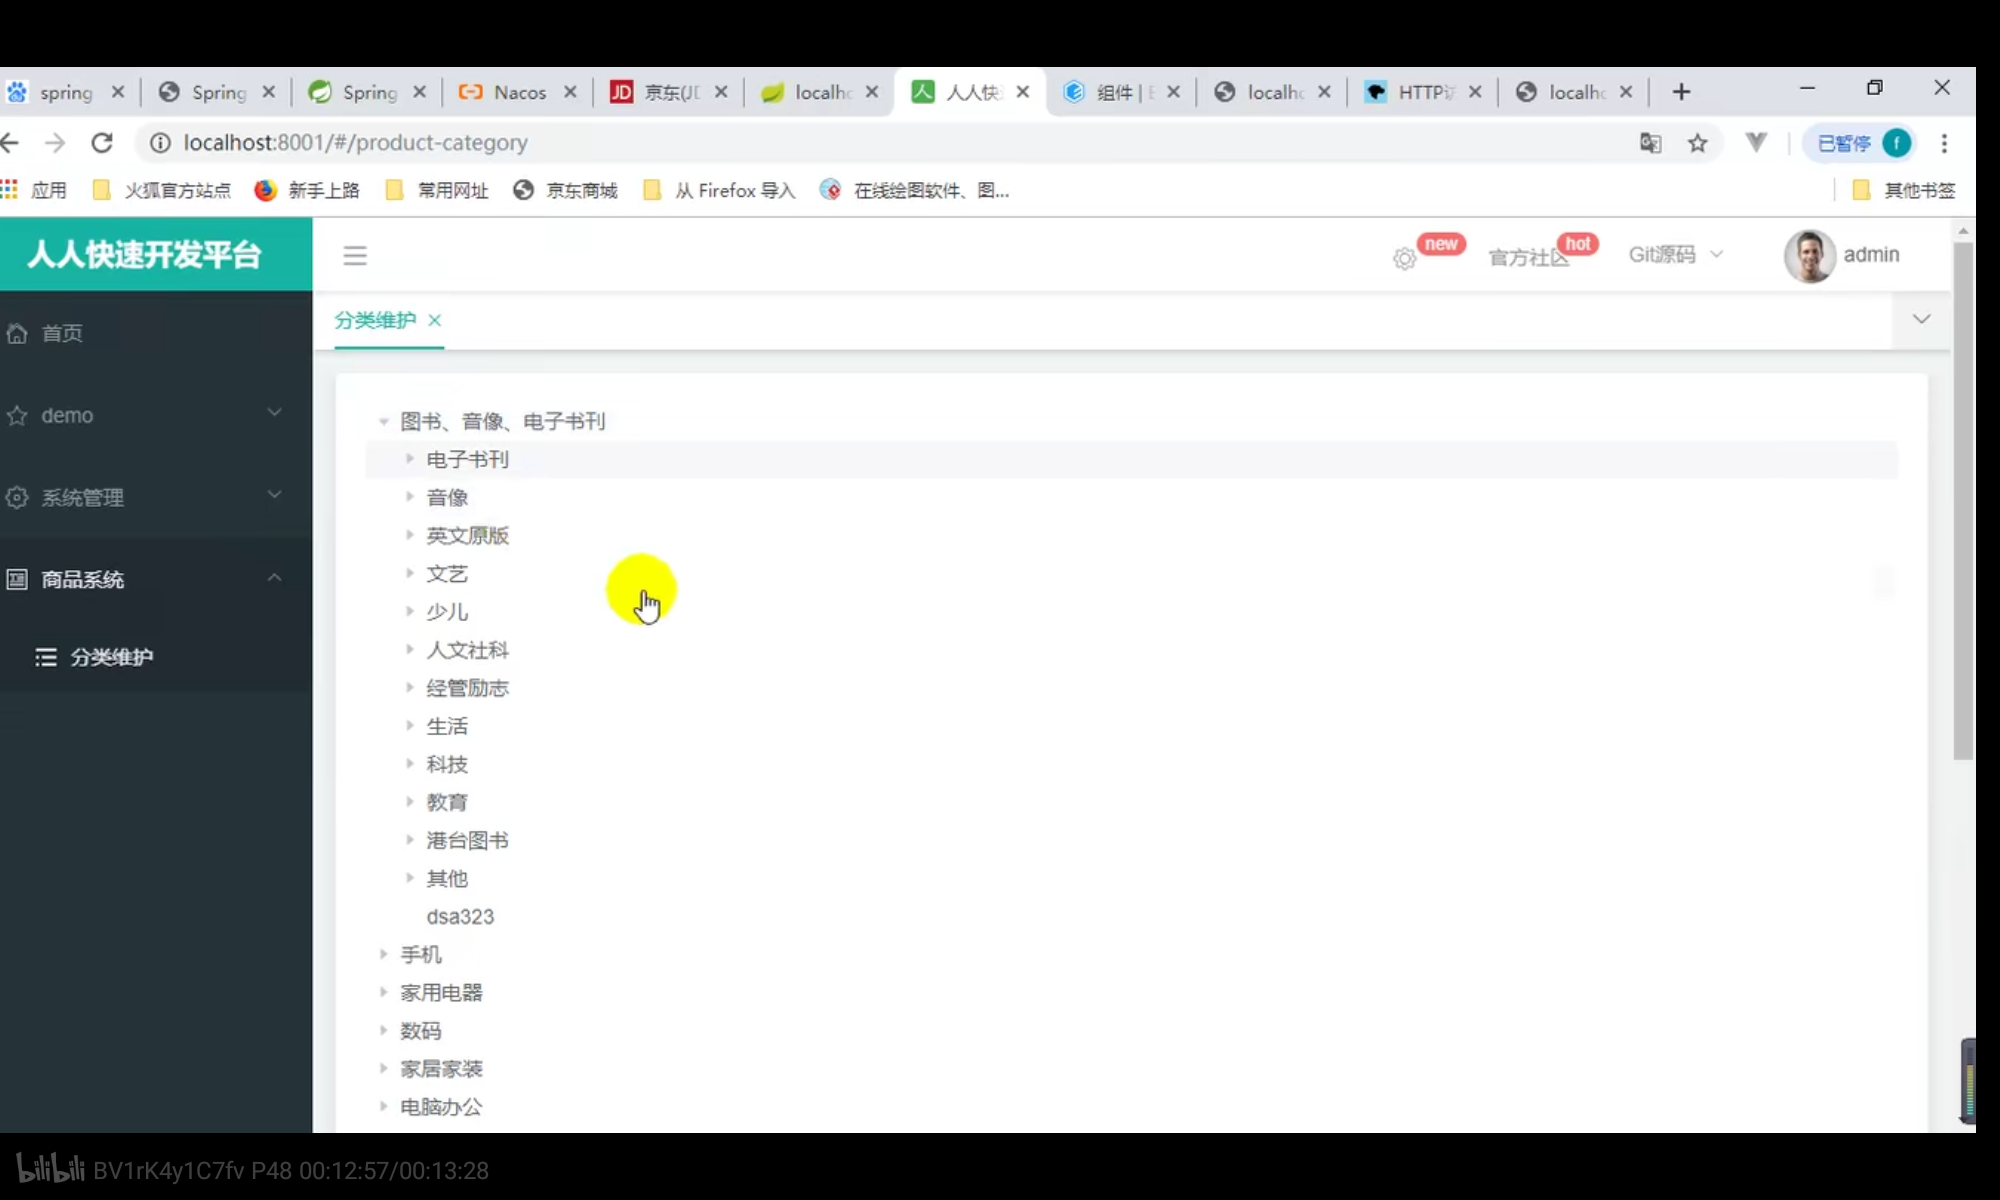 spring Spring Spring Nacos 京东(JD localho 人人快 组件 | E localho HTTP localho
localhost:8001/#/product-category 已暂停 f
应用 火狐官方站点 新手上路 常用网址 京东商城 从 Firefox 导入 在线绘图软件、图... 其他书签
人人快速开发平台 new 官方社区 hot Git源码 admin
分类维护
首页
demo
系统管理
商品系统
分类维护
图书、音像、电子书刊
电子书刊
音像
英文原版
文艺
少儿
人文社科
经管励志
生活
科技
教育
港台图书
其他
dsa323
手机
家用电器
数码
家居家装
电脑办公
bilibili BV1rK4y1C7fv P48 00:12:57/00:13:28